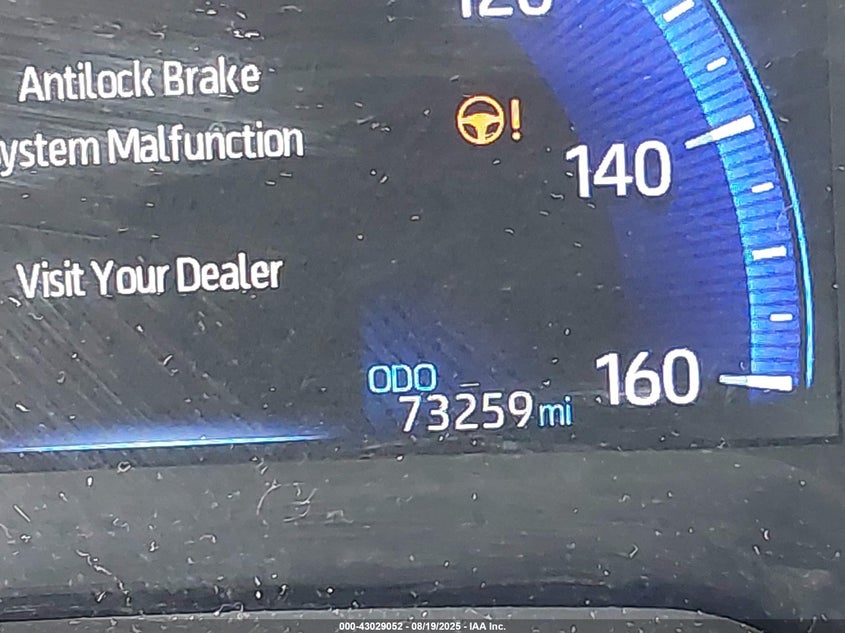 120
Antilock Brake
ystem Malfunction
140
Visit Your Dealer
ODO
160
73259 mi
000-43029052 - 08/19/2025 - IAA Inc.